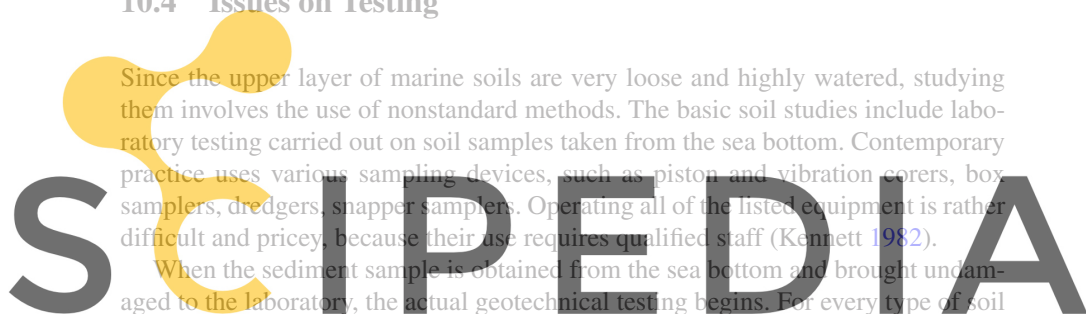 10.4 Issues on Testing
Since the upper layer of marine soils are very loose and highly watered, studying
them involves the use of nonstandard methods. The basic soil studies include labo-
ratory testing carried out on soil samples taken from the sea bottom. Contemporary
practice uses various sampling devices, such as piston and vibration corers, box
samplers, dredgers, snapper samplers. Operating all of the listed equipment is rather
difficult and pricey, because their use requires qualified staff (Kennett 1982).
When the sediment sample is obtained from the sea bottom and brought undam-
aged to the laboratory, the actual geotechnical testing begins. For every type of soil
SCIPEDIA